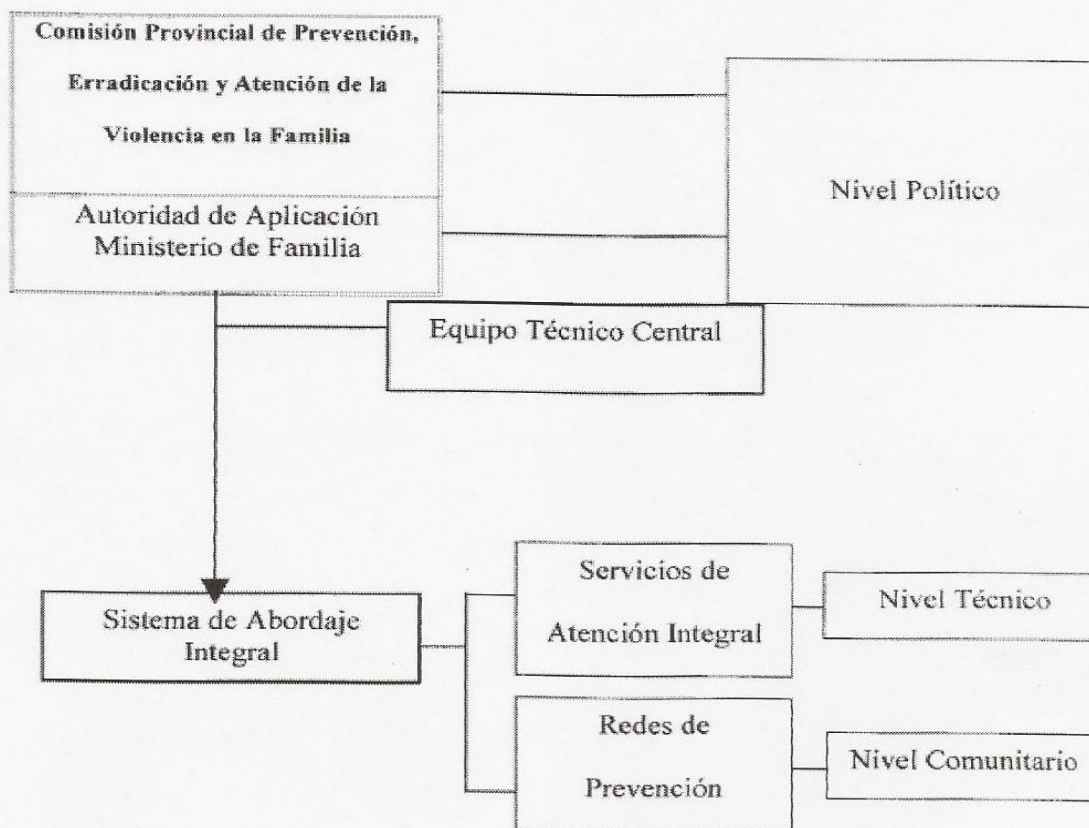 Comisión Provincial de Prevención,
Erradicación y Atención de la
Violencia en la Familia
Autoridad de Aplicación
Ministerio de Familia
Nivel Político
Equipo Técnico Central
Sistema de Abordaje
Integral
Servicios de
Atención Integral
Nivel Técnico
Redes de
Prevención
Nivel Comunitario